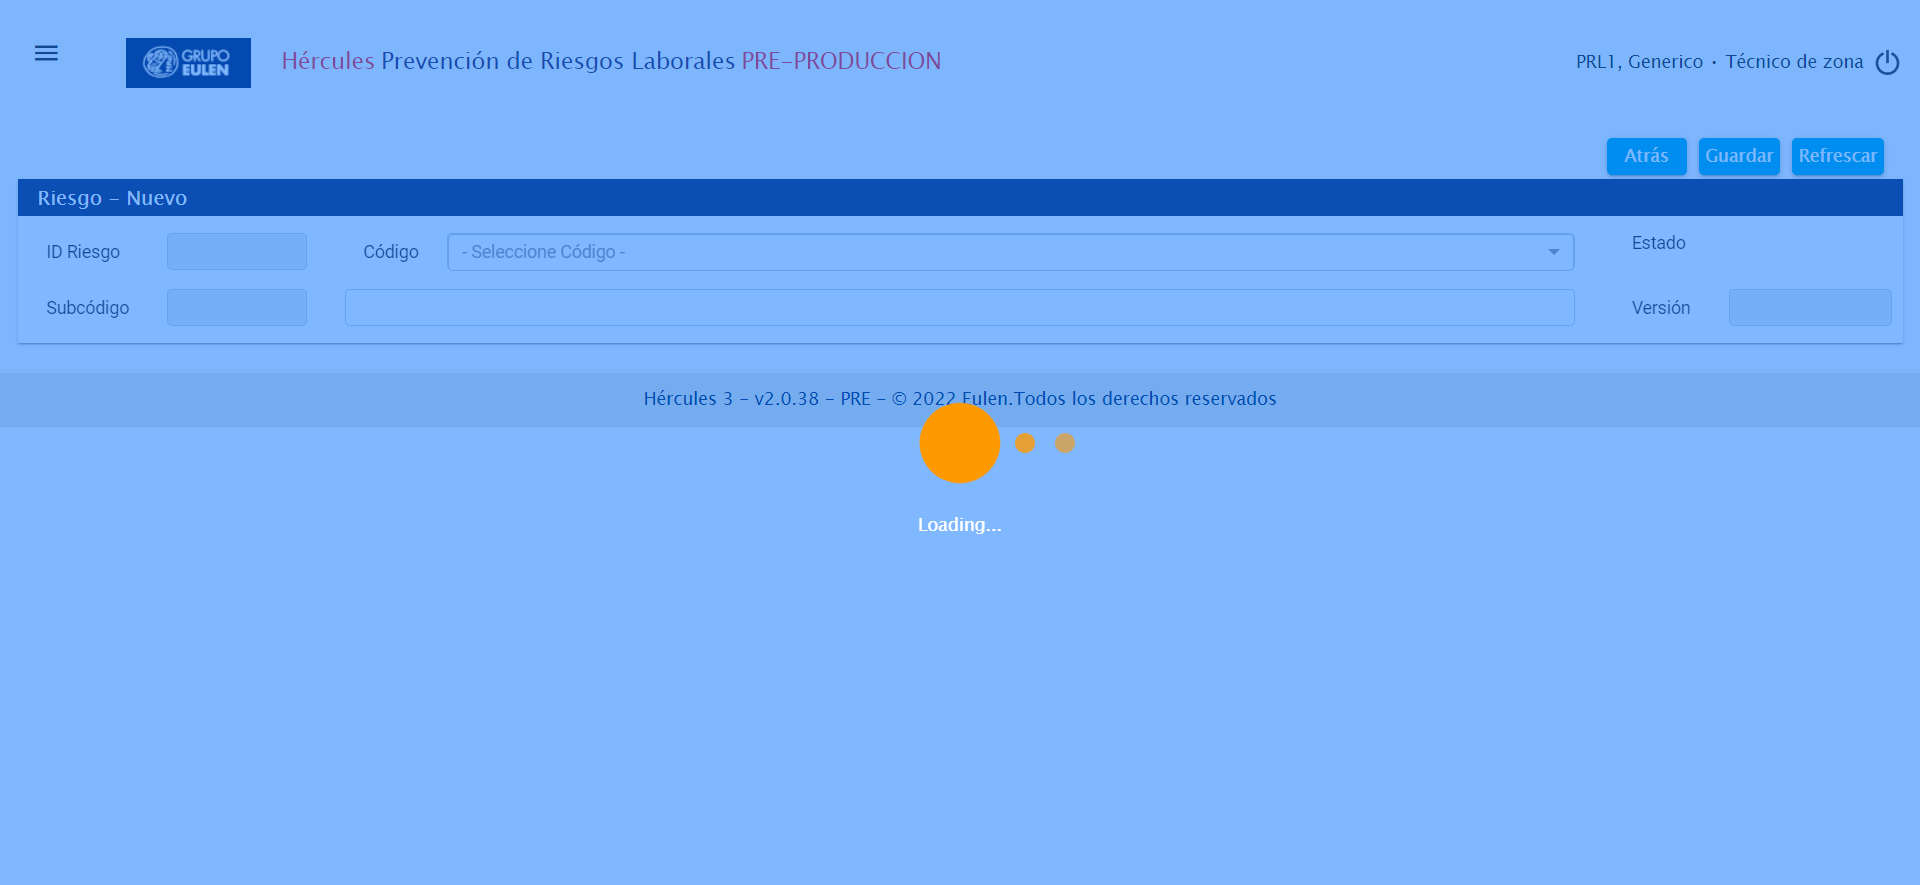 GRUPO
EULEN
Hércules Prevención de Riesgos Laborales PRE-PRODUCCION
PRL1, Generico · Técnico de zona
Atrás Guardar Refrescar
Riesgo - Nuevo
ID Riesgo Código - Seleccione Código - Estado
Subcódigo Versión
Hércules 3 - v2.0.38 - PRE - © 2022 Eulen.Todos los derechos reservados
Loading...